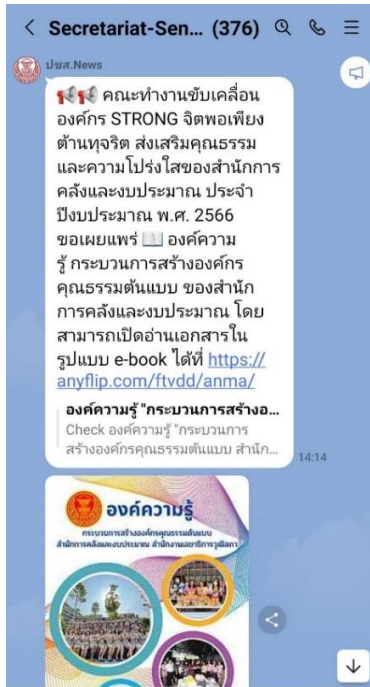 Secretariat-Sen... (376)
ปชส.News
คณะทำงานขับเคลื่อน
องค์กร STRONG จิตพอเพียง
ต้านทุจริต ส่งเสริมคุณธรรม
และความโปร่งใสของสำนักการ
คลังและงบประมาณ ประจำ
ปีงบประมาณ พ.ศ. 2566
ขอเผยแพร่ 📖 องค์ความ
รู้ กระบวนการสร้างองค์กร
คุณธรรมต้นแบบ ของสำนัก
การคลังและงบประมาณ โดย
สามารถเปิดอ่านเอกสารใน
รูปแบบ e-book ได้ที่ https://
anyflip.com/ftvdd/anma/
องค์ความรู้ "กระบวนการสร้างอ...
Check องค์ความรู้ "กระบวนการ
สร้างองค์กรคุณธรรมต้นแบบ สำนัก...
14:14
องค์ความรู้
กระบวนการสร้างองค์กรคุณธรรมต้นแบบ
สำนักการคลังและงบประมาณ สำนักงานเลขาธิการวุฒิสภา